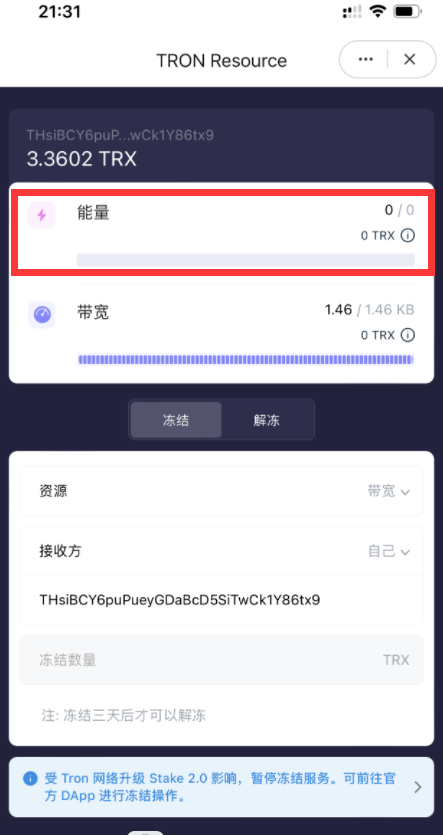 21:31
TRON Resource
THsiBCY6puP...wCk1Y86tx9
3.3602 TRX
能量
0 / 0
0 TRX
带宽
1.46 / 1.46 KB
0 TRX
冻结
解冻
资源
带宽
接收方
自己
THsiBCY6puPueyGDaBcD5SiTwCk1Y86tx9
冻结数量
TRX
注: 冻结三天后才可以解冻
受 Tron 网络升级 Stake 2.0 影响，暂停冻结服务。可前往官
方 DApp 进行冻结操作。